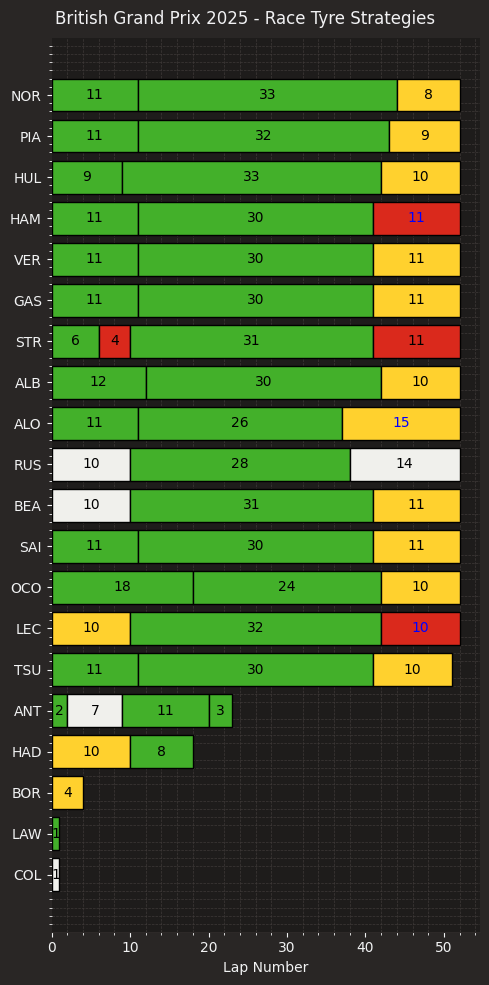 British Grand Prix 2025 - Race Tyre Strategies
NOR 11 33 8
PIA 11 32 9
HUL 9 33 10
HAM 11 30 11
VER 11 30 11
GAS 11 30 11
STR 6 4 31 11
ALB 12 30 10
ALO 11 26 15
RUS 10 28 14
BEA 10 31 11
SAI 11 30 11
OCO 18 24 10
LEC 10 32 10
TSU 11 30 10
ANT 2 7 11 3
HAD 10 8
BOR 4
LAW 1
COL 1
0 10 20 30 40 50
Lap Number